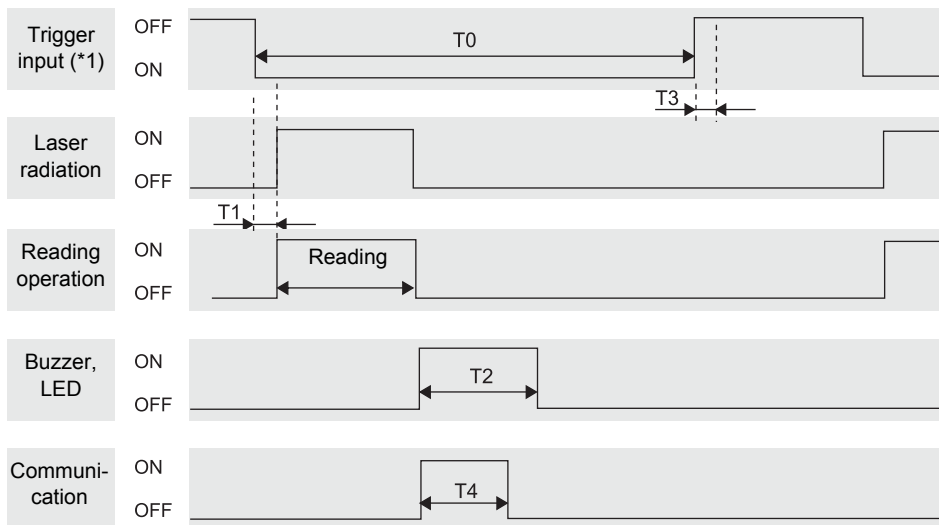 Trigger
input (*1)
OFF
ON
T0
T3
Laser
radiation
ON
OFF
T1
Reading
operation
ON
OFF
Reading
Buzzer,
LED
ON
OFF
T2
Communi-
cation
ON
OFF
T4